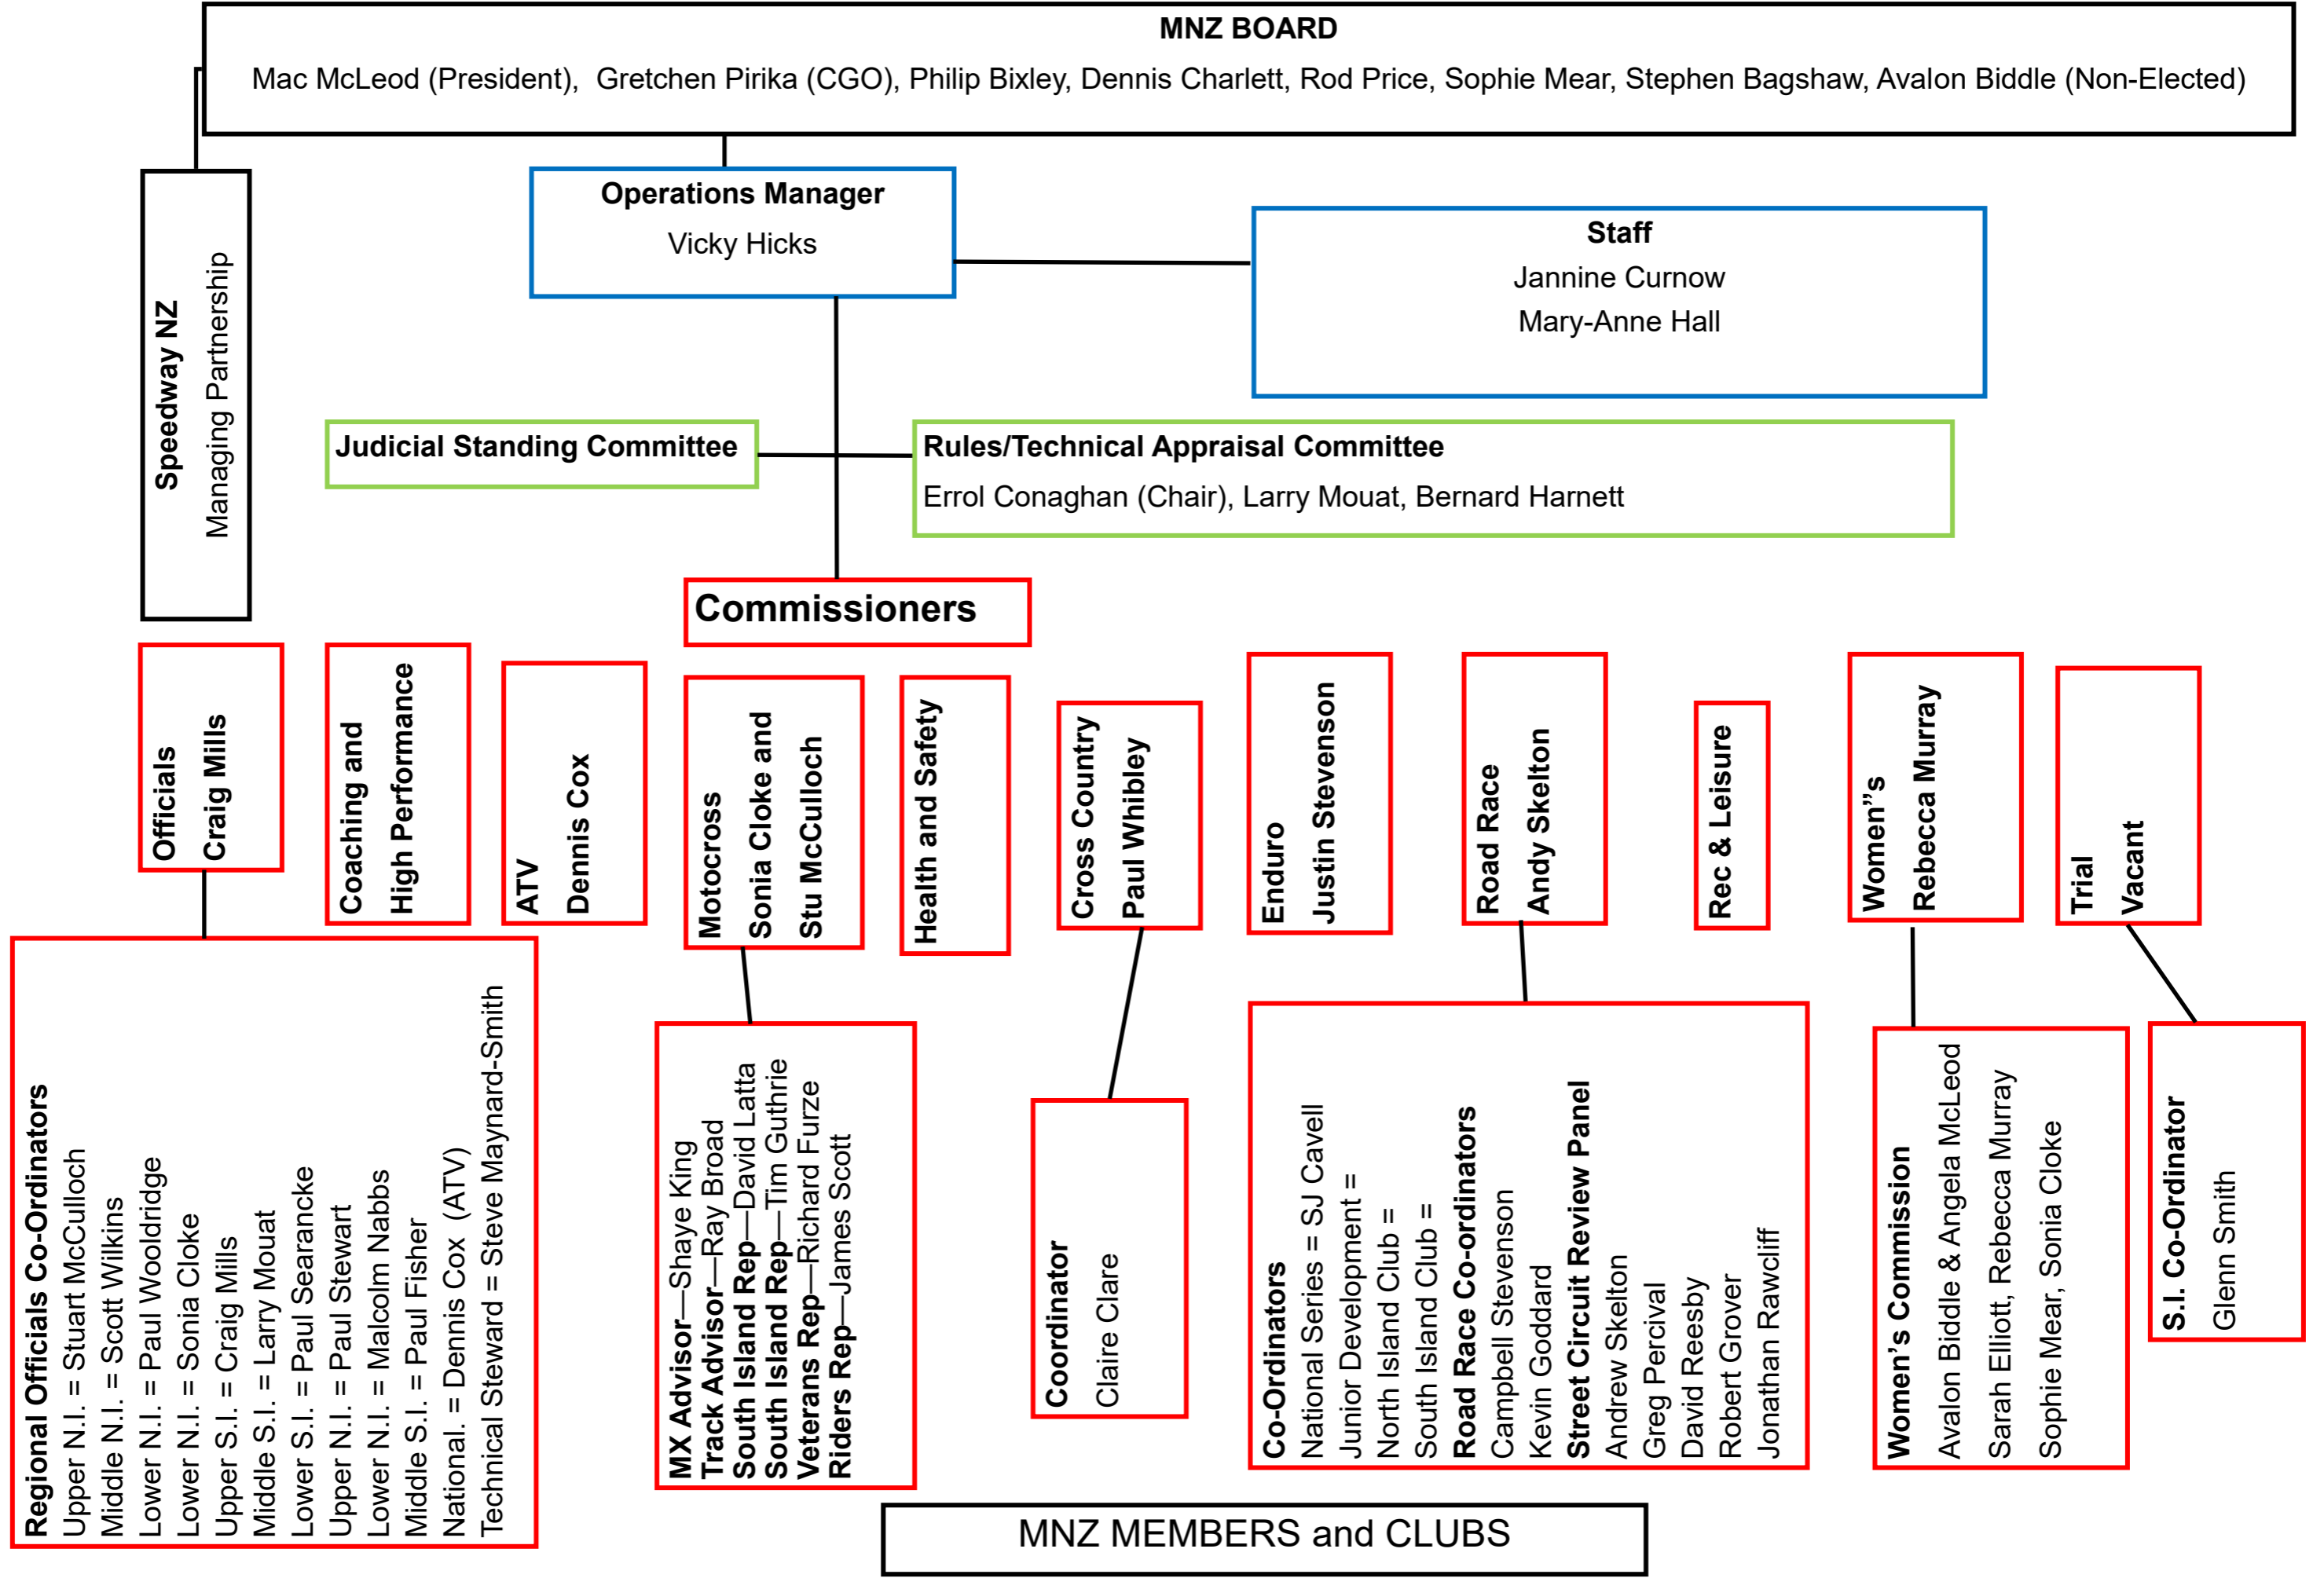 MNZ BOARD
Mac McLeod (President),  Gretchen Pirika (CGO), Philip Bixley, Dennis Charlett, Rod Price, Sophie Mear, Stephen Bagshaw, Avalon Biddle (Non-Elected)
Operations Manager
Vicky Hicks
Staff
Jannine Curnow
Mary-Anne Hall
Speedway NZ
Managing Partnership
Judicial Standing Committee
Rules/Technical Appraisal Committee
Errol Conaghan (Chair), Larry Mouat, Bernard Harnett
Commissioners
Officials
Craig Mills
Coaching and
High Performance
ATV
Dennis Cox
Motocross
Sonia Cloke and
Stu McCulloch
Health and Safety
Cross Country
Paul Whibley
Enduro
Justin Stevenson
Road Race
Andy Skelton
Rec & Leisure
Women”s
Rebecca Murray
Trial
Vacant
Regional Officials Co-Ordinators
Upper N.I. = Stuart McCulloch
Middle N.I. = Scott Wilkins
Lower N.I. = Paul Wooldridge
Lower N.I. = Sonia Cloke
Upper S.I. = Craig Mills
Middle S.I. = Larry Mouat
Lower S.I. = Paul Searancke
Upper N.I. = Paul Stewart
Lower N.I. = Malcolm Nabbs
Middle S.I. = Paul Fisher
National. = Dennis Cox  (ATV)
Technical Steward = Steve Maynard-Smith
MX Advisor—Shaye King
Track Advisor—Ray Broad
South Island Rep—David Latta
South Island Rep—Tim Guthrie
Veterans Rep—Richard Furze
Riders Rep—James Scott
Coordinator
Claire Clare
Co-Ordinators
National Series = SJ Cavell
Junior Development =
North Island Club =
South Island Club =
Road Race Co-ordinators
Campbell Stevenson
Kevin Goddard
Street Circuit Review Panel
Andrew Skelton
Greg Percival
David Reesby
Robert Grover
Jonathan Rawcliff
Women’s Commission
Avalon Biddle & Angela McLeod
Sarah Elliott, Rebecca Murray
Sophie Mear, Sonia Cloke
S.I. Co-Ordinator
Glenn Smith
MNZ MEMBERS and CLUBS